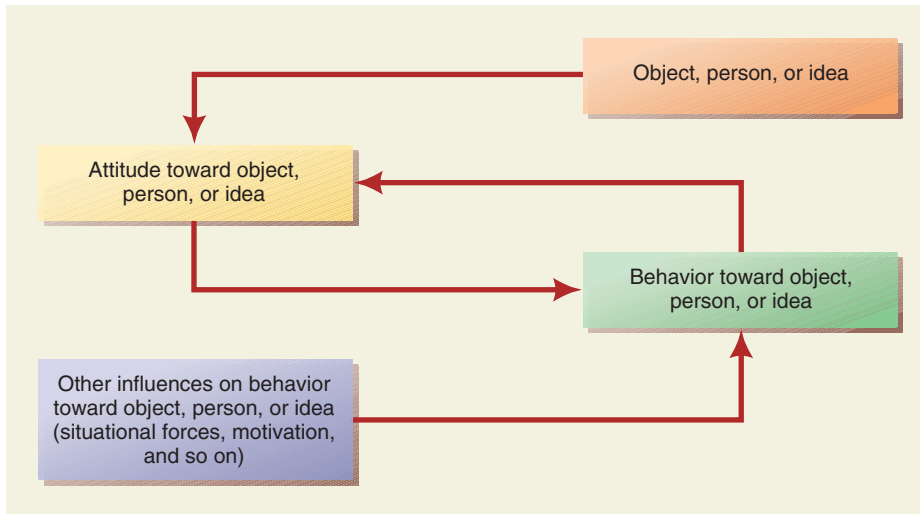 Object, person, or idea
Attitude toward object,
person, or idea
Behavior toward object,
person, or idea
Other influences on behavior
toward object, person, or idea
(situational forces, motivation,
and so on)